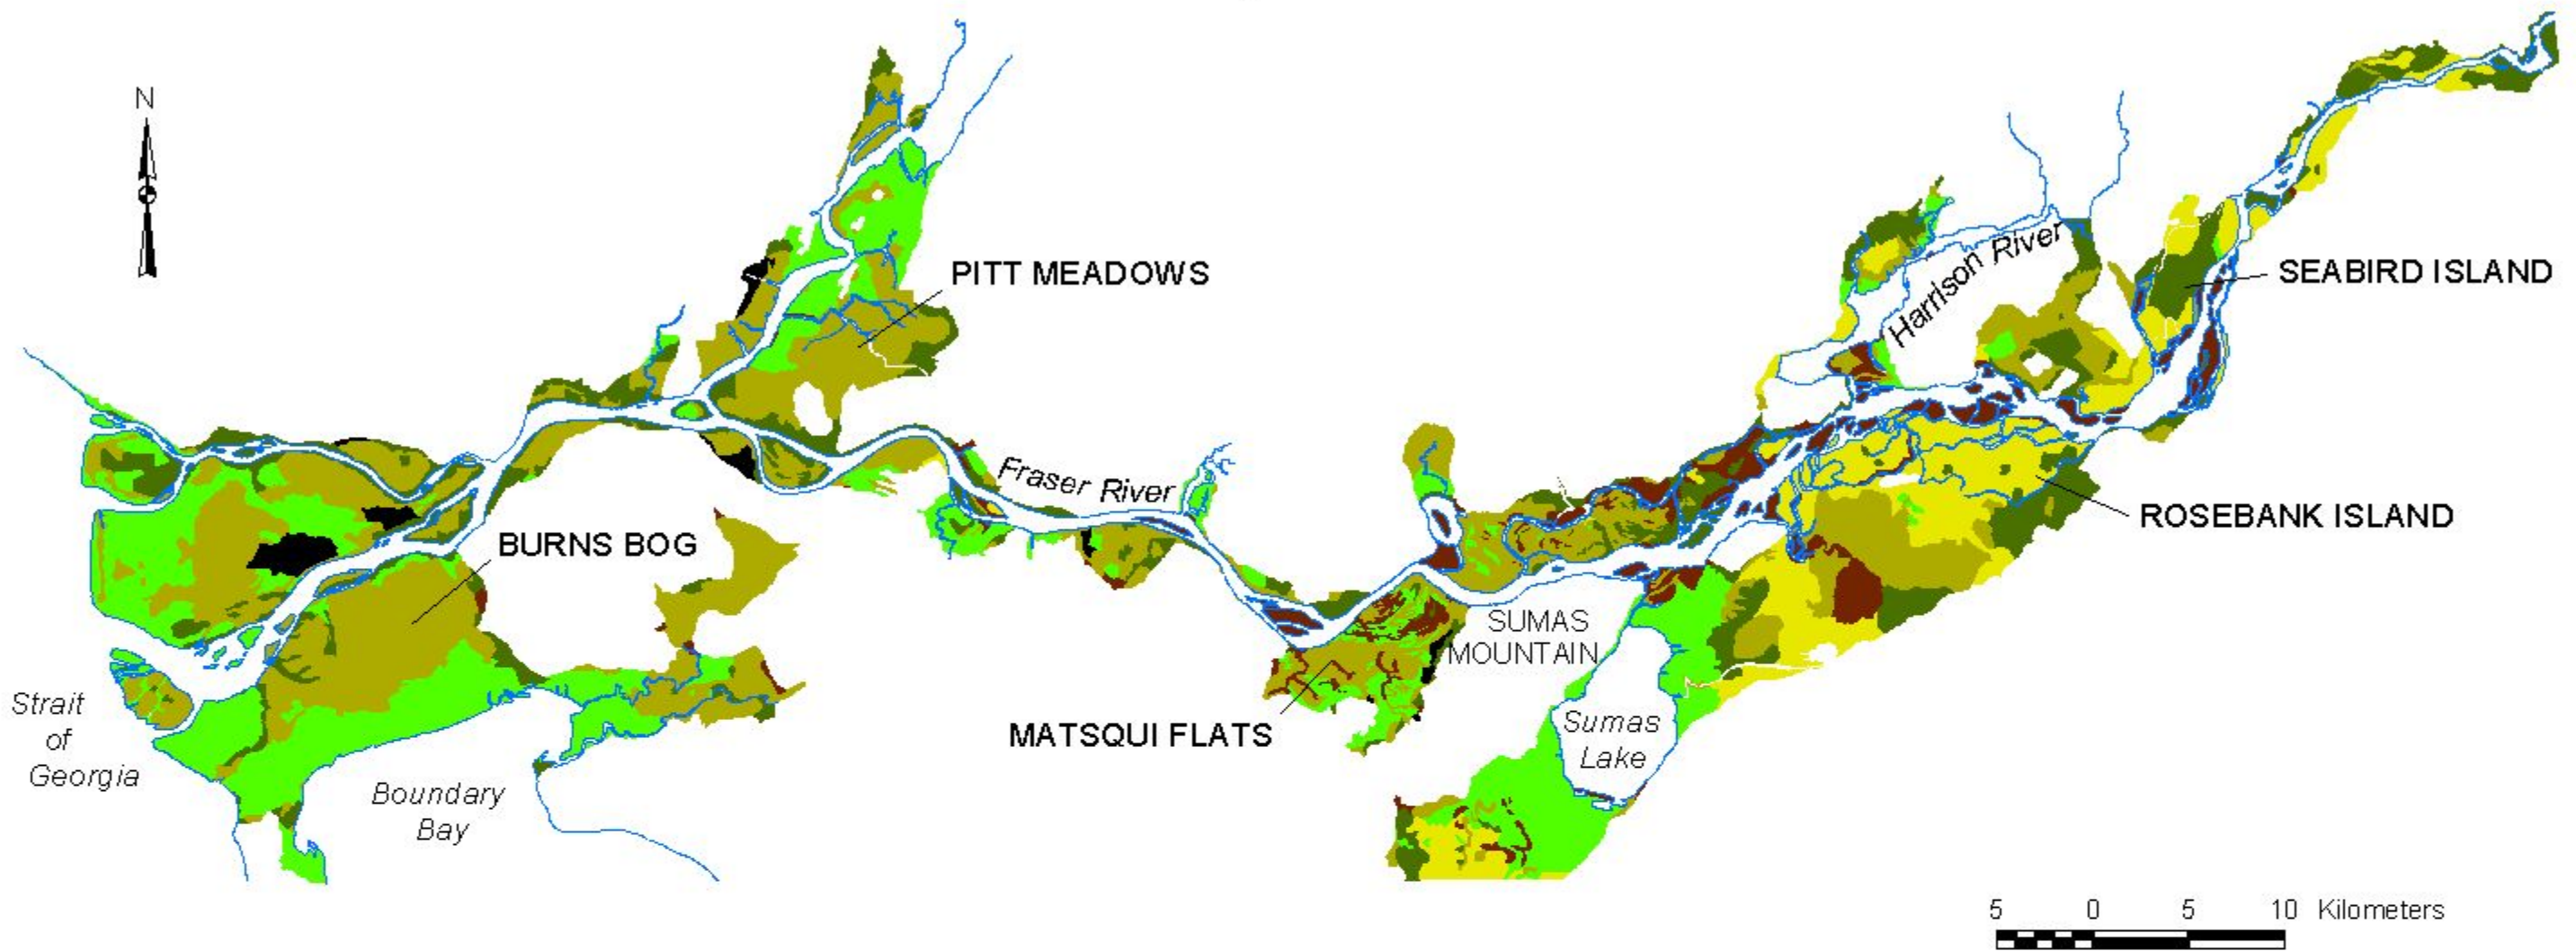 N
PITT MEADOWS
Harrison River
SEABIRD ISLAND
Fraser River
ROSEBANK ISLAND
BURNS BOG
SUMAS
MOUNTAIN
Strait
of
Georgia
MATSQUI FLATS
Sumas
Lake
Boundary
Bay
5 0 5 10 Kilometers